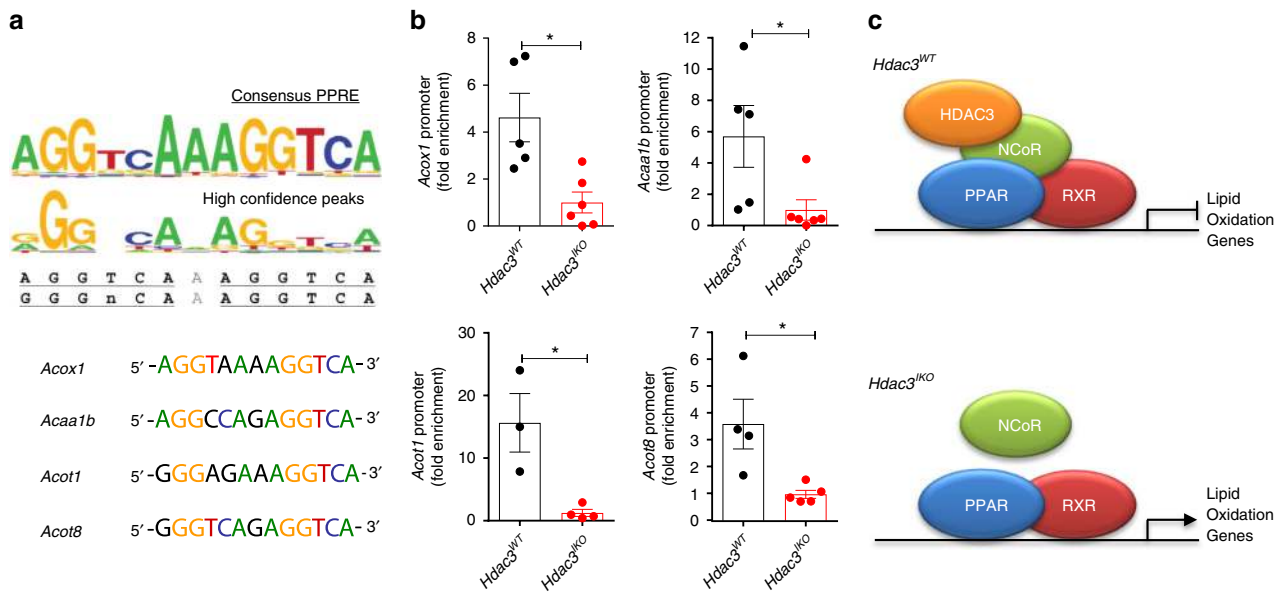 a
Consensus PPRE
AGGTCAAAGGTCA
High confidence peaks
GGG CA AGGTCA
A G G T C A A A G G T C A
G G G n C A A A G G T C A
Acox1 5′ -AGGTAAAAGGTCA- 3′
Acaa1b 5′ -AGGCCAGAGGTCA- 3′
Acot1 5′ -GGGAGAAAGGTCA- 3′
Acot8 5′ -GGGTCAGAGGTCA- 3′
b
Acox1 promoter
(fold enrichment)
8
6
4
2
0
*
Hdac3WT
Hdac3IKO
Acaa1b promoter
(fold enrichment)
12
10
8
6
4
2
0
*
Hdac3WT
Hdac3IKO
Acot1 promoter
(fold enrichment)
30
20
10
0
*
Hdac3WT
Hdac3IKO
Acot8 promoter
(fold enrichment)
7
6
5
4
3
2
1
0
*
Hdac3WT
Hdac3IKO
c
Hdac3WT
HDAC3
NCoR
PPAR
RXR
Lipid
Oxidation
Genes
Hdac3IKO
NCoR
PPAR
RXR
Lipid
Oxidation
Genes